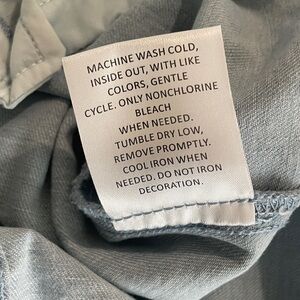 MACHINE WASH COLD,
INSIDE OUT, WITH LIKE
COLORS, GENTLE
CYCLE. ONLY NONCHLORINE
BLEACH
WHEN NEEDED.
TUMBLE DRY LOW,
REMOVE PROMPTLY.
COOL IRON WHEN
NEEDED. DO NOT IRON
DECORATION.